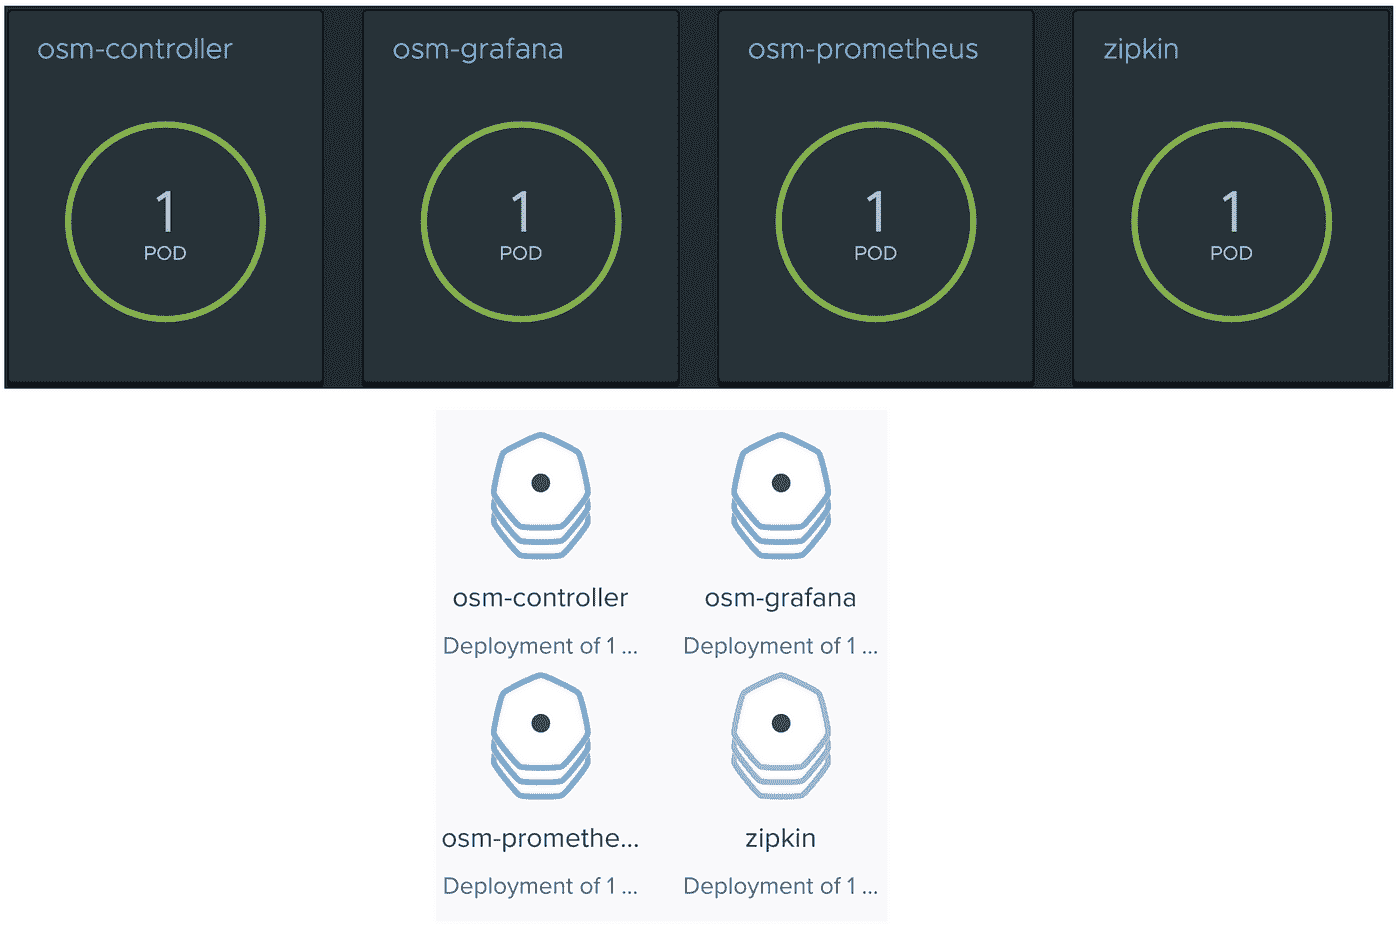 osm-controller
osm-grafana
osm-prometheus
zipkin
1
POD
1
POD
1
POD
1
POD
osm-controller
osm-grafana
Deployment of 1 ...
Deployment of 1 ...
osm-promethe...
zipkin
Deployment of 1 ...
Deployment of 1 ...